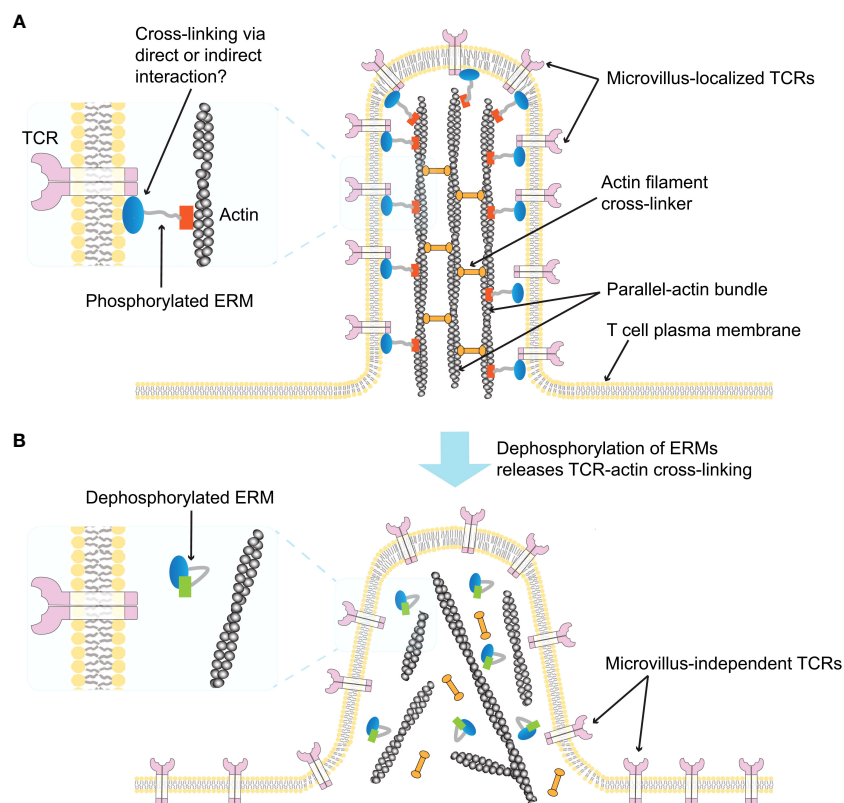 A
Cross-linking via
direct or indirect
interaction?
TCR
Actin
Phosphorylated ERM
Microvillus-localized TCRs
Actin filament
cross-linker
Parallel-actin bundle
T cell plasma membrane
B
Dephosphorylation of ERMs
releases TCR-actin cross-linking
Dephosphorylated ERM
Microvillus-independent TCRs